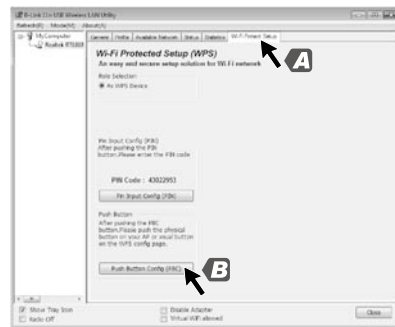 B-Link 11n USB Wireless LAN Utility
Refresh(R) Mode(M) About(A)
MyComputer
Realtek RTL818
General Profile Available Network Status Statistics Wi-Fi Protect Setup
A
Wi-Fi Protected Setup (WPS)
An easy and secure setup solution for Wi-Fi network
Role Selection
As WPS Device
Pin Input Config (PIN)
After pushing the PIN
button.Please enter the PIN code
PIN Code : 43022953
Pin Input Config (PIN)
Push Button
After pushing the PBC
button.Please push the physical
button on your AP or visual button
on the WPS config page.
Push Button Config (PBC)
B
Show Tray Icon
Disable Adapter
Close
Radio Off
Virtual WiFi allowed